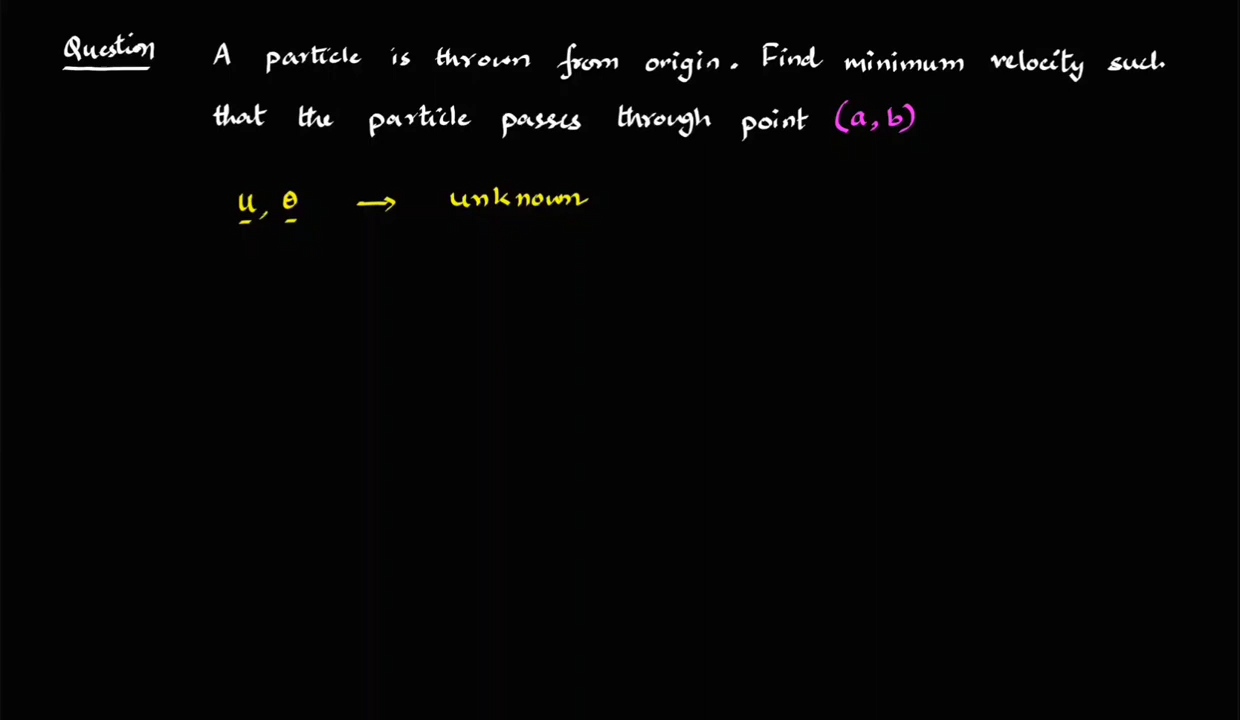 Question A particle is thrown from origin. Find minimum velocity such
that the particle passes through point (a, b)
u, θ → unknown